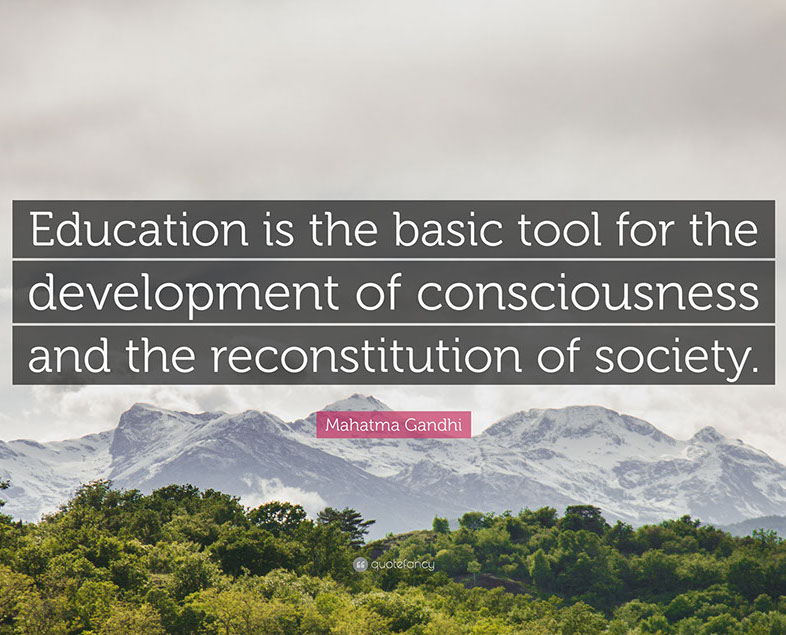 Education is the basic tool for the
development of consciousness
and the reconstitution of society.
Mahatma Gandhi
quotefancy